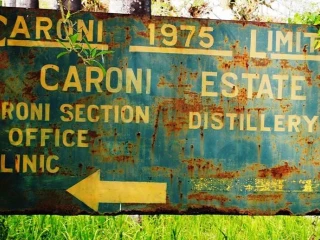 CARONI 1975 LIMIT
CARONI ESTATE
RONI SECTION DISTILLERY
OFFICE
LINIC